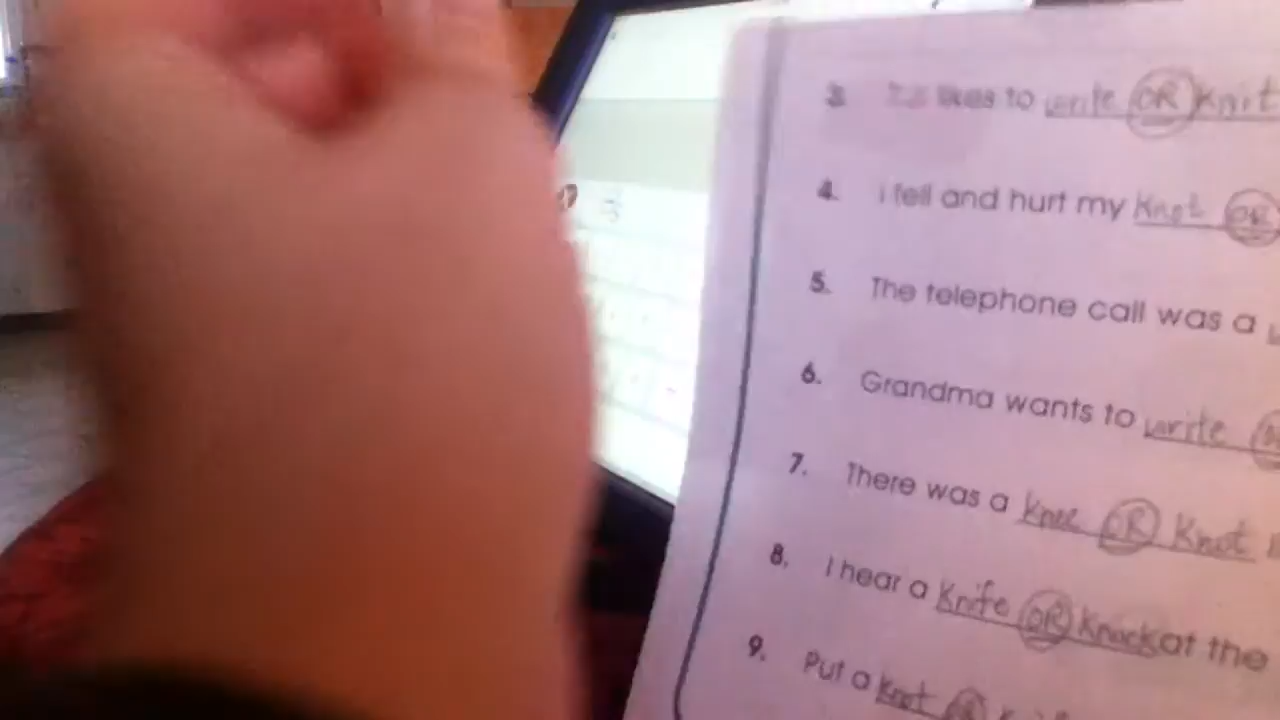 3. likes to write OR Knit
4. I fell and hurt my Knot OR
5. The telephone call was a
6. Grandma wants to write
7. There was a Knee OR Knot
8. I hear a Knife OR Knock at the
9. Put a Knot